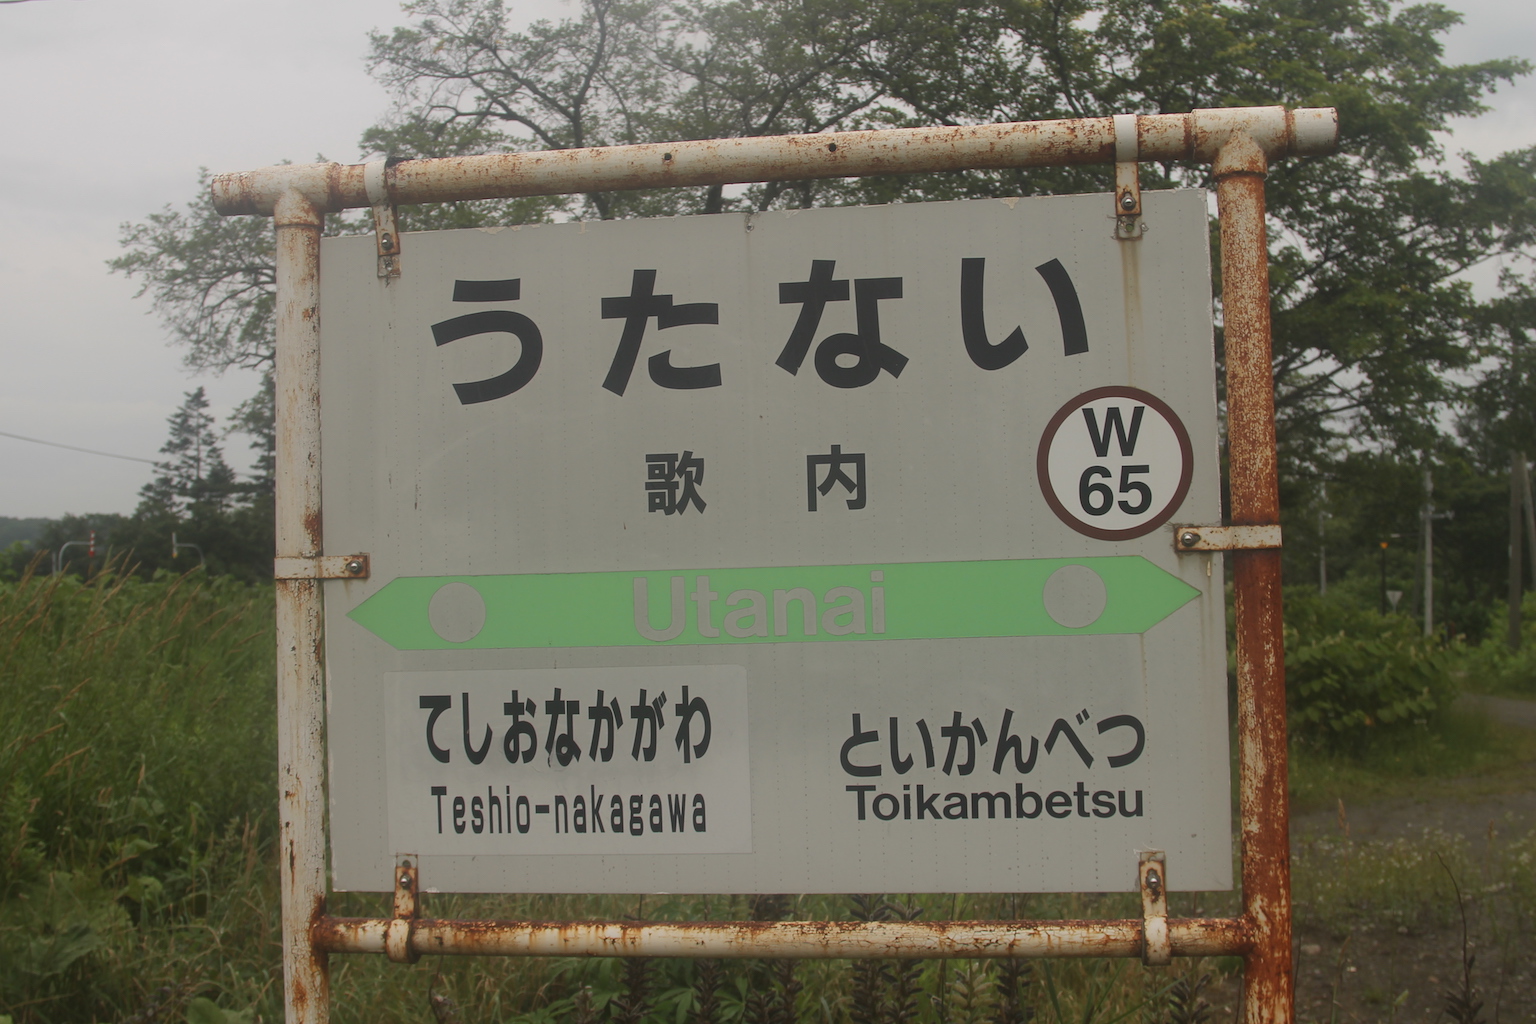 うたない
歌内
W
65
Utanai
てしおなかがわ
Teshio-nakagawa
といかんべつ
Toikambetsu